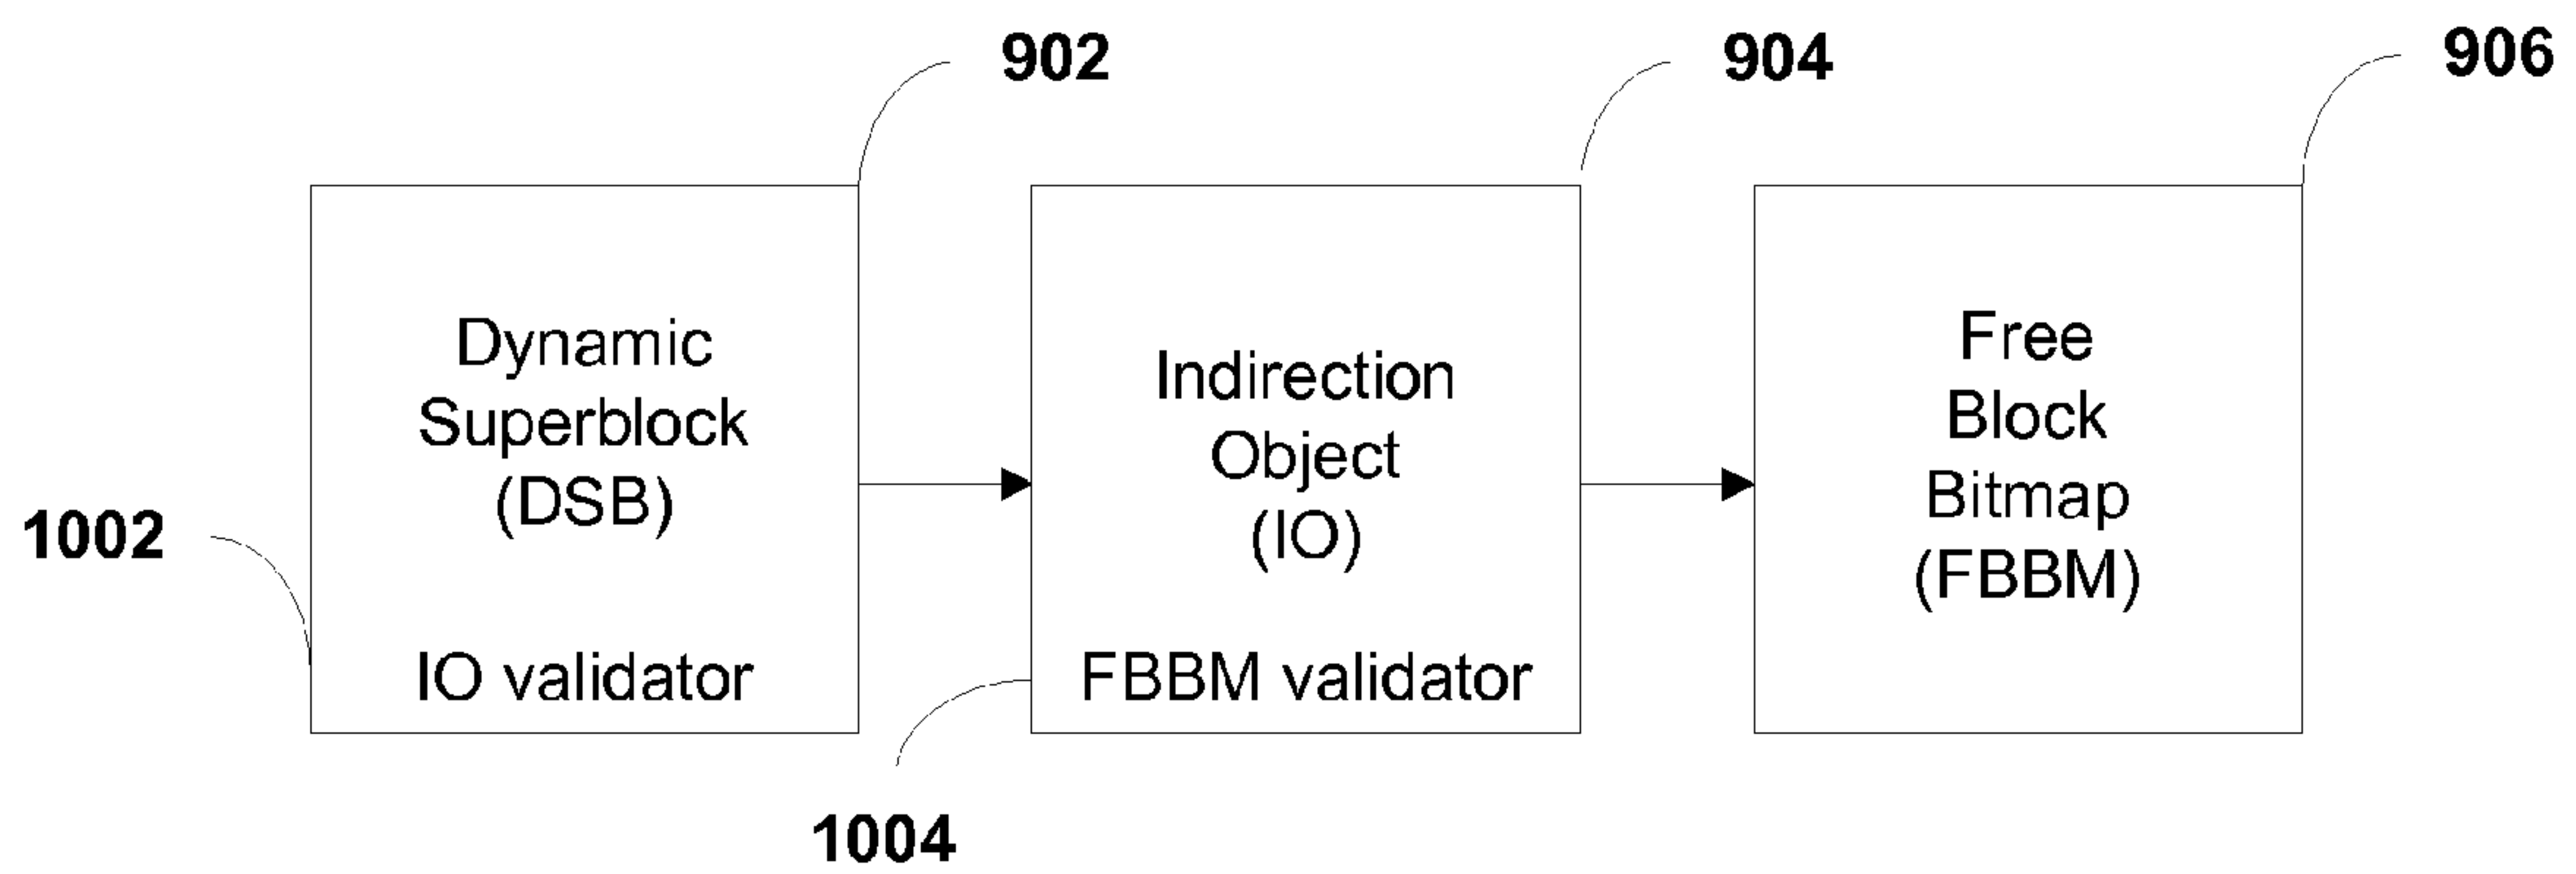 902
904
906
Dynamic
Superblock
(DSB)
IO validator
Indirection
Object
(IO)
FBBM validator
Free
Block
Bitmap
(FBBM)
1002
1004